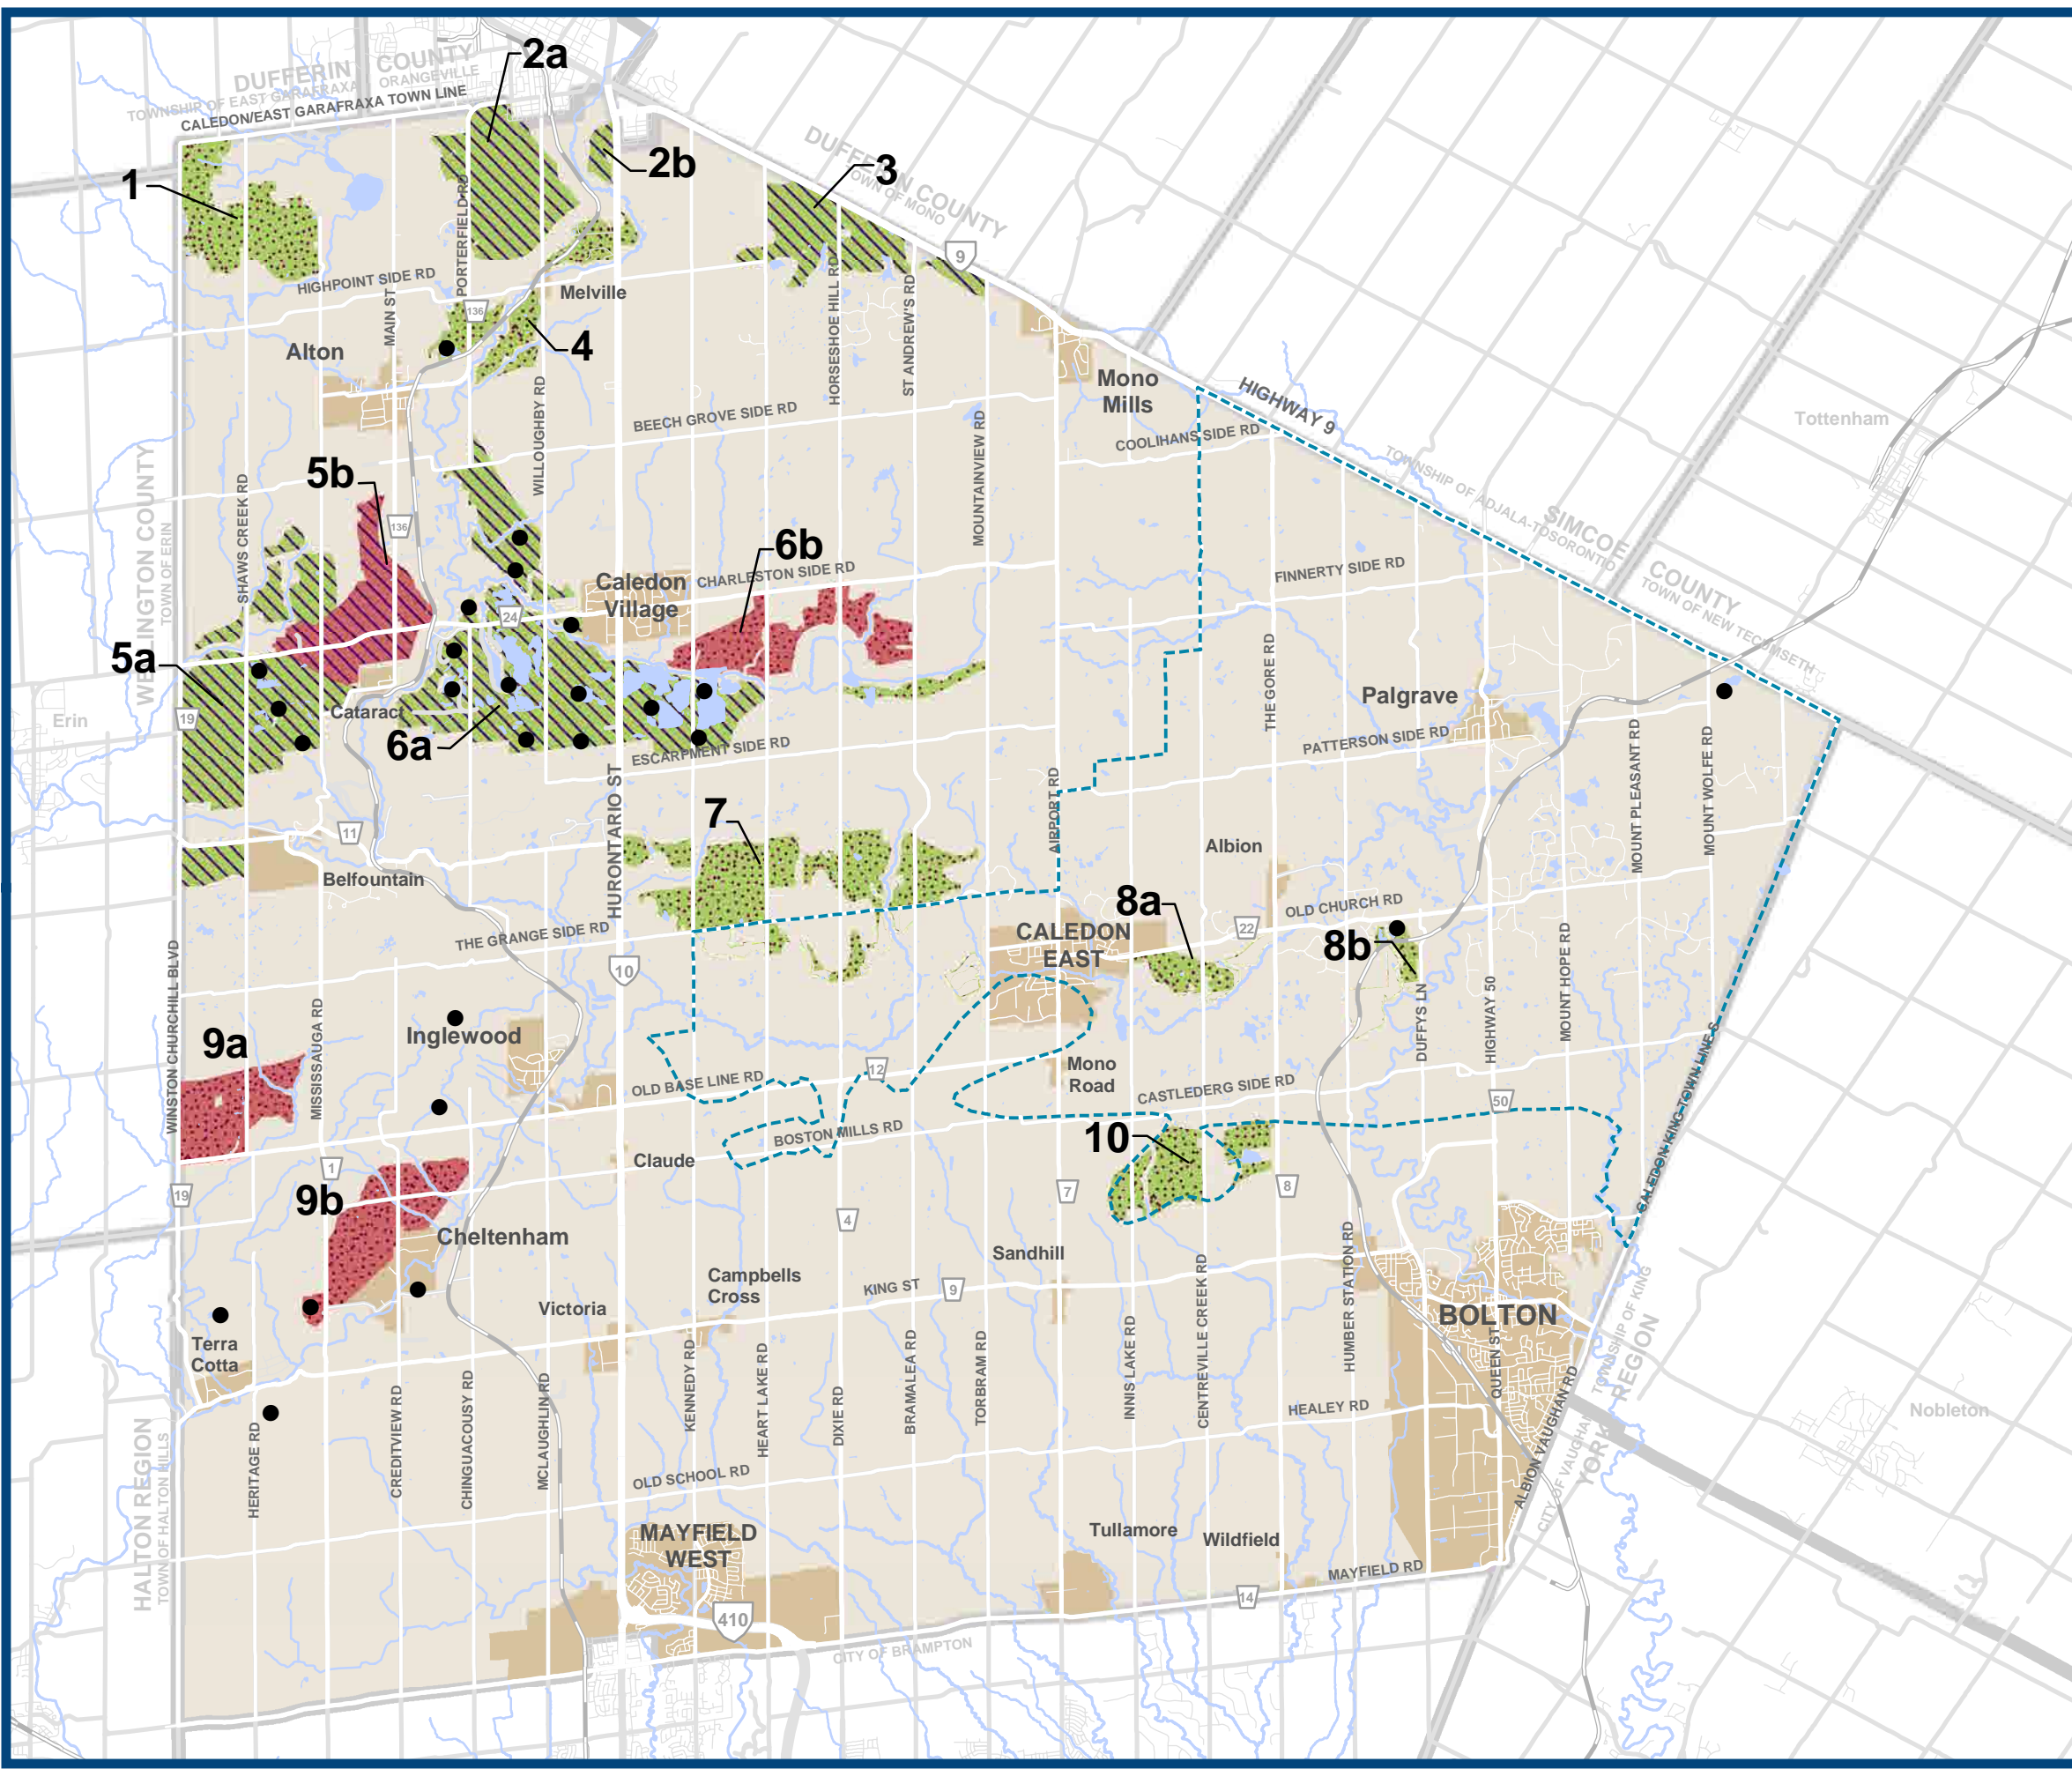 2a
DUFFERIN COUNTY
ORANGEVILLE
TOWNSHIP OF EAST GARAFRAXA
CALEDON/EAST GARAFRAXA TOWN LINE
2b
1
3
DUFFERIN COUNTY
TOWN OF MONO
9
HIGHPOINT SIDE RD
PORTERFIELD RD
MAIN ST
136
Melville
4
Alton
HORSESHOE HILL RD
ST ANDREW'S RD
Mono
Mills
HIGHWAY 9
Tottenham
BEECH GROVE SIDE RD
WILLOUGHBY RD
COOLIHANS SIDE RD
MOUNTAINVIEW RD
TOWNSHIP OF ADJALA-TOSORONTIO
SIMCOE
COUNTY
TOWN OF NEW TECUMSETH
WELLINGTON COUNTY
TOWN OF ERIN
SHAWS CREEK RD
5b
136
6b
Caledon
Village
CHARLESTON SIDE RD
FINNERTY SIDE RD
24
5a
19
Erin
Cataract
6a
ESCARPMENT SIDE RD
HURONTARIO ST
THE GORE RD
Palgrave
PATTERSON SIDE RD
MOUNT PLEASANT RD
MOUNT WOLFE RD
7
AIRPORT RD
11
Belfountain
Albion
8a
OLD CHURCH RD
22
8b
CALEDON
EAST
THE GRANGE SIDE RD
10
WINSTON CHURCHILL BLVD
MISSISSAUGA RD
DUFFYS LN
HIGHWAY 50
MOUNT HOPE RD
9a
Inglewood
OLD BASE LINE RD
12
Mono
Road
CASTLEDERG SIDE RD
50
CALEDON KING TOWN LINE S
BOSTON MILLS RD
10
Claude
1
19
9b
7
8
4
Cheltenham
Sandhill
Campbells
Cross
KING ST
9
Victoria
Terra
Cotta
BOLTON
QUEEN ST
HUMBER STATION RD
TOWNSHIP OF KING
YORK REGION
CITY OF VAUGHAN
ALBION VAUGHAN RD
Nobleton
HALTON REGION
TOWN OF HALTON HILLS
HERITAGE RD
CREDITVIEW RD
CHINGUACOUSY RD
MCLAUGHLIN RD
KENNEDY RD
HEART LAKE RD
DIXIE RD
BRAMALEA RD
TORBRAM RD
INNIS LAKE RD
CENTREVILLE CREEK RD
HEALEY RD
OLD SCHOOL RD
MAYFIELD
WEST
Tullamore
Wildfield
MAYFIELD RD
14
410
CITY OF BRAMPTON